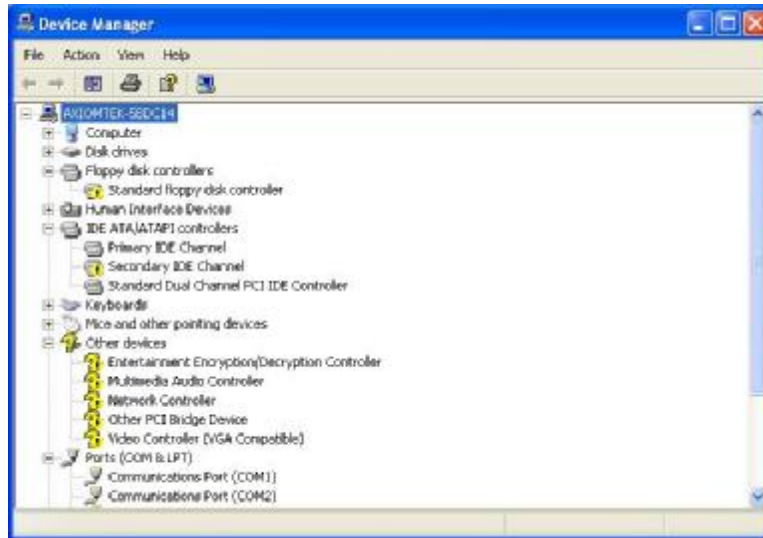 Device Manager
File Action View Help
AXIOMTEK-5BDC14
Computer
Disk drives
Floppy disk controllers
Standard floppy disk controller
Human Interface Devices
IDE ATA/ATAPI controllers
Primary IDE Channel
Secondary IDE Channel
Standard Dual Channel PCI IDE Controller
Keyboards
Mice and other pointing devices
Other devices
Entertainment Encryption/Decryption Controller
Multimedia Audio Controller
Network Controller
Other PCI Bridge Device
Video Controller (VGA Compatible)
Ports (COM & LPT)
Communications Port (COM1)
Communications Port (COM2)